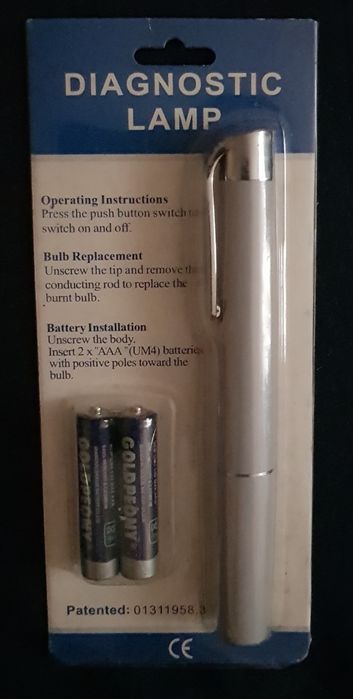 DIAGNOSTIC
LAMP
Operating Instructions
Press the push button switch to
switch on and off.
Bulb Replacement
Unscrew the tip and remove the
conducting rod to replace the
burnt bulb.
Battery Installation
Unscrew the body.
Insert 2 x "AAA "(UM4) batteries
with positive poles toward the
bulb.
GOLDPEONY
GOLDPEONY
Patented: 01311958.3
CE